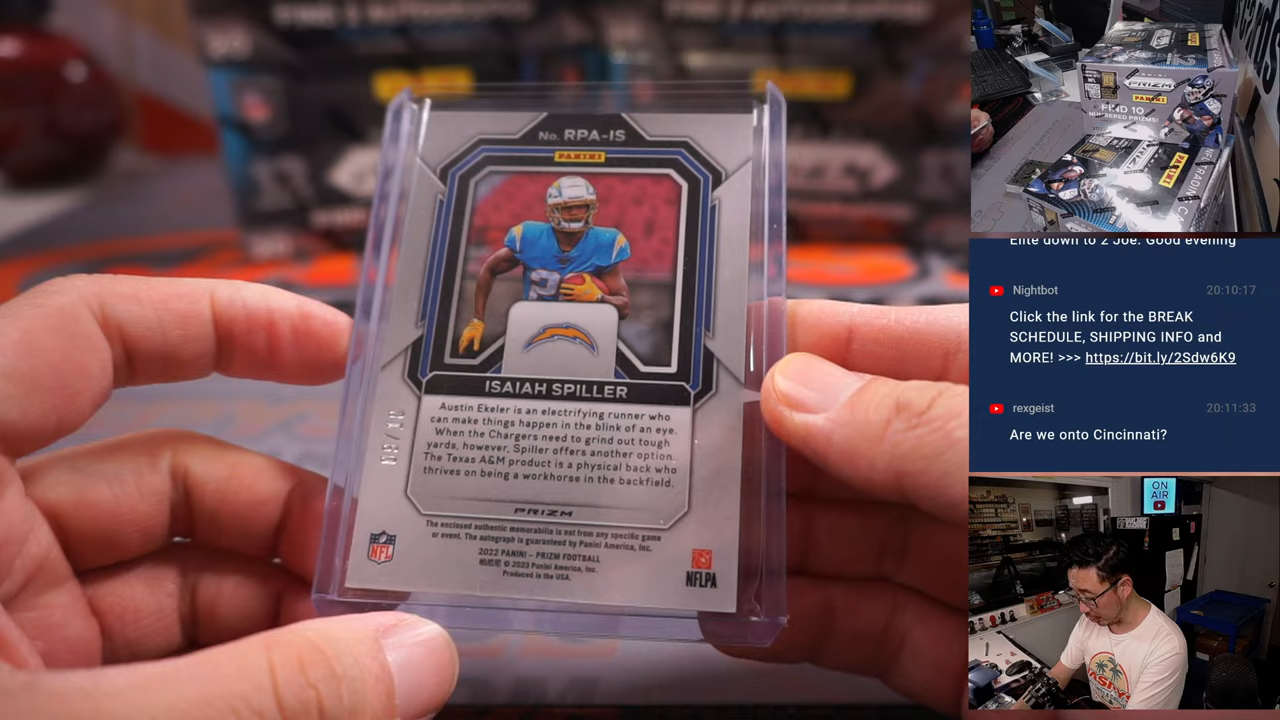 No. RPA-IS
PANINI
ISAIAH SPILLER
Austin Ekeler is an electrifying runner who
can make things happen in the blink of an eye.
When the Chargers need to grind out tough
yards, however, Spiller offers another option.
The Texas A&M product is a physical back who
thrives on being a workhorse in the backfield.
PRIZM
The enclosed authentic memorabilia is not from any specific game
or event. The autograph is guaranteed by Panini America, Inc.
2022 PANINI – PRIZM FOOTBALL
帕尼尼 © 2023 Panini America, Inc.
Produced in the USA.
NFL
NFLPA
PRIZM
PANINI
FIND 10
NUMBERED PRIZMS!
PANINI
Elite down to 2 Joe. Good evening
Nightbot 20:10:17
Click the link for the BREAK
SCHEDULE, SHIPPING INFO and
MORE! >>> https://bit.ly/2Sdw6K9
rexgeist 20:11:33
Are we onto Cincinnati?
ON
AIR